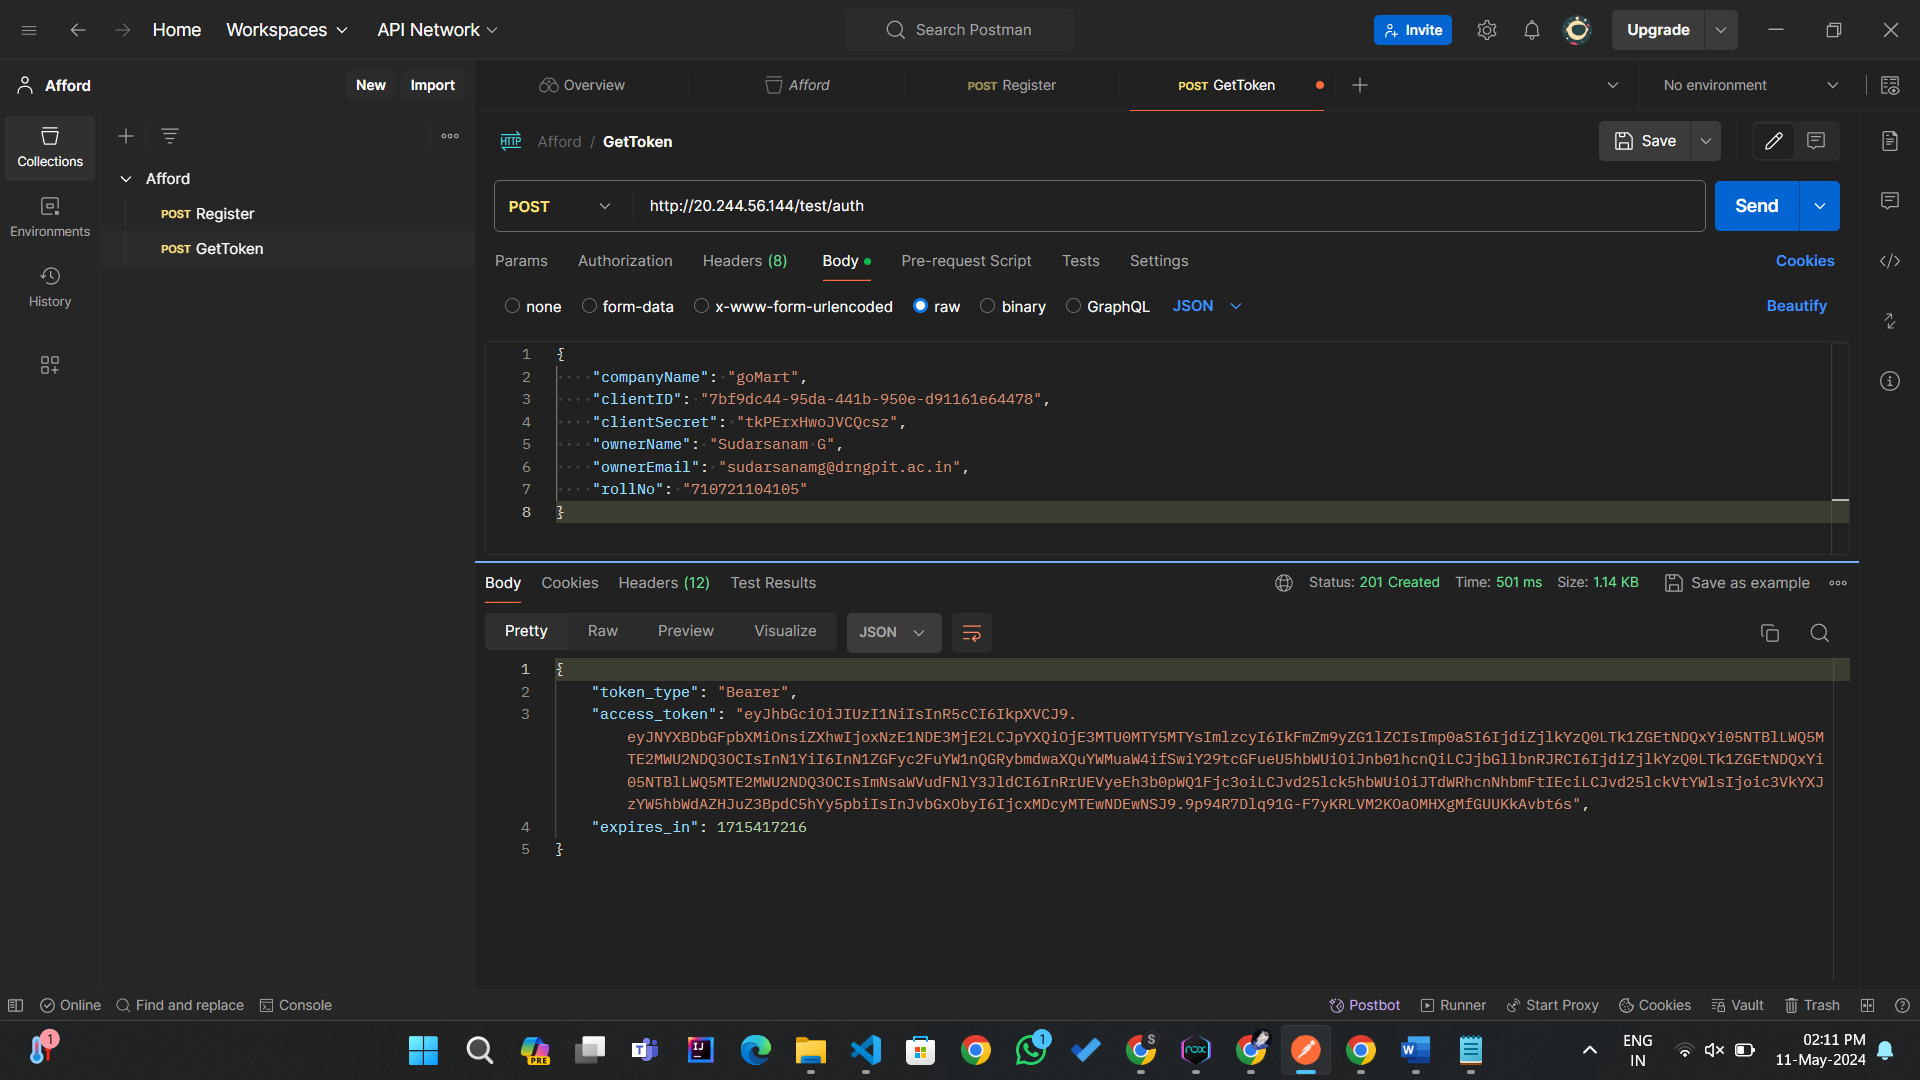 Home
Workspaces
API Network
Search Postman
Invite
Upgrade
Afford
New
Import
Overview
Afford
POST Register
POST GetToken
No environment
Collections
Environments
History
Afford
POST Register
POST GetToken
HTTP
Afford / GetToken
Save
POST
http://20.244.56.144/test/auth
Send
Params
Authorization
Headers (8)
Body
Pre-request Script
Tests
Settings
Cookies
none
form-data
x-www-form-urlencoded
raw
binary
GraphQL
JSON
Beautify
1 {
2 "companyName": "goMart",
3 "clientID": "7bf9dc44-95da-441b-950e-d91161e64478",
4 "clientSecret": "tkPErxHwoJVCQcsz",
5 "ownerName": "Sudarsanam G",
6 "ownerEmail": "sudarsanamg@drngpit.ac.in",
7 "rollNo": "710721104105"
8 }
Body
Cookies
Headers (12)
Test Results
Status: 201 Created
Time: 501 ms
Size: 1.14 KB
Save as example
Pretty
Raw
Preview
Visualize
JSON
1 {
2 "token_type": "Bearer",
3 "access_token": "eyJhbGciOiJIUzI1NiIsInR5cCI6IkpXVCJ9.
eyJNYXBDbGFpbXMiOnsiZXhwIjoxNzE1NDE3MjE2LCJpYXQiOjE3MTU0MTY5MTYsImlzcyI6IkFmZm9yZG1lZCIsImp0aSI6IjdiZjlkYzQ0LTk1ZGEtNDQxYi05NTBlLWQ5M
TE2MWU2NDQ3OCIsInN1YiI6InN1ZGFyc2FuYW1nQGRybmdwaXQuYWMuaW4ifSwiY29tcGFueU5hbWUiOiJnb01hcnQiLCJjbGllbnRJRCI6IjdiZjlkYzQ0LTk1ZGEtNDQxYi
05NTBlLWQ5MTE2MWU2NDQ3OCIsImNsaWVudFNlY3JldCI6InRrUEVyeEh3b0pWQ1Fjc3oiLCJvd25lck5hbWUiOiJTdWRhcnNhbmFtIEciLCJvd25lckVtYWlsIjoic3VkYXJ
zYW5hbWdAZHJuZ3BpdC5hYy5pbiIsInJvbGxObyI6IjcxMDcyMTEwNDEwNSJ9.9p94R7Dlq91G-F7yKRLVM2KOaOMHXgMfGUUKkAvbt6s",
4 "expires_in": 1715417216
5 }
Online
Find and replace
Console
Postbot
Runner
Start Proxy
Cookies
Vault
Trash
1
PRE
1
S
ENG
IN
02:11 PM
11-May-2024